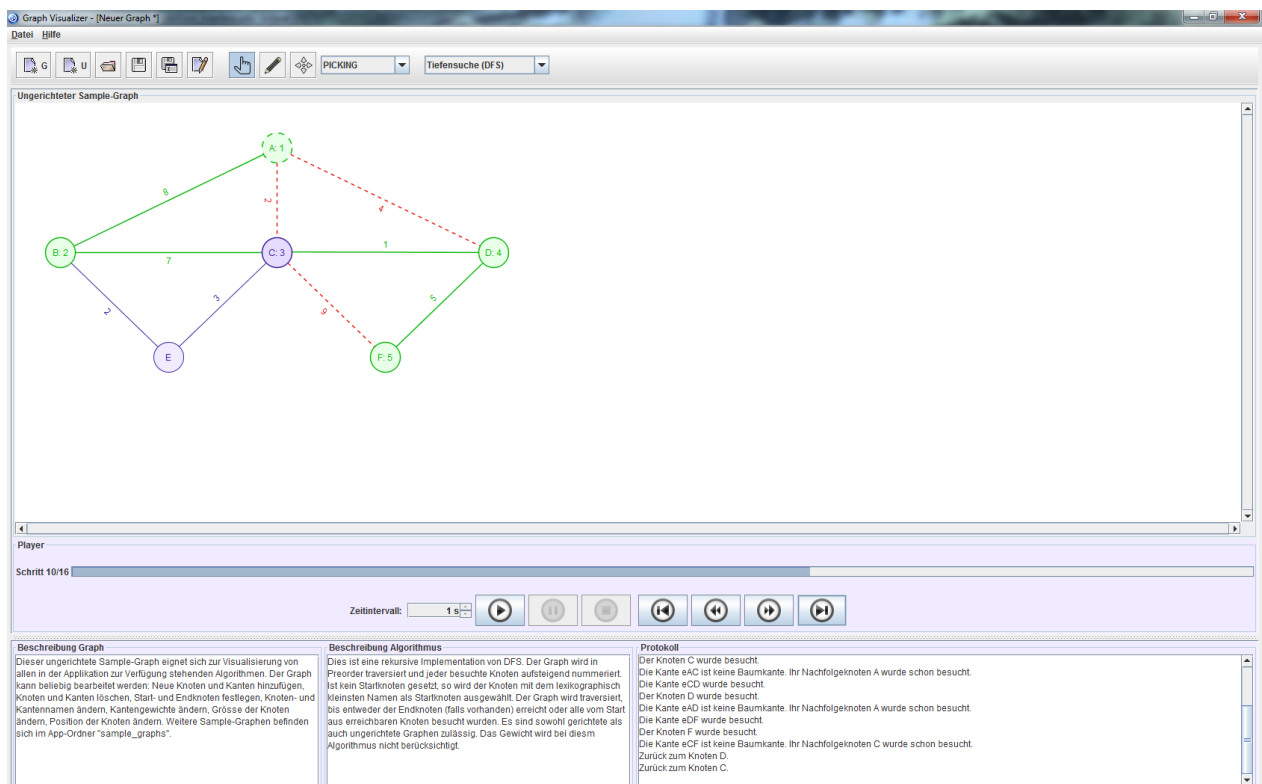 Graph Visualizer - [Neuer Graph *]
Datei Hilfe
G U PICKING Tiefensuche (DFS)
Ungerichteter Sample-Graph
A: 1
8
2
4
B: 2
C: 3
D: 4
7
1
2
3
9
5
E
F: 5
Player
Schritt 10/16
Zeitintervall: 1 s
Beschreibung Graph
Dieser ungerichtete Sample-Graph eignet sich zur Visualisierung von
allen in der Applikation zur Verfügung stehenden Algorithmen. Der Graph
kann beliebig bearbeitet werden: Neue Knoten und Kanten hinzufügen,
Knoten und Kanten löschen, Start- und Endknoten festlegen, Knoten- und
Kantennamen ändern, Kantengewichte ändern, Grösse der Knoten
ändern, Position der Knoten ändern. Weitere Sample-Graphen befinden
sich im App-Ordner "sample_graphs".
Beschreibung Algorithmus
Dies ist eine rekursive Implementation von DFS. Der Graph wird in
Preorder traversiert und jeder besuchte Knoten aufsteigend nummeriert.
Ist kein Startknoten gesetzt, so wird der Knoten mit dem lexikographisch
kleinsten Namen als Startknoten ausgewählt. Der Graph wird traversiert,
bis entweder der Endknoten (falls vorhanden) erreicht oder alle vom Start
aus erreichbaren Knoten besucht wurden. Es sind sowohl gerichtete als
auch ungerichtete Graphen zulässig. Das Gewicht wird bei diesm
Algorithmus nicht berücksichtigt.
Protokoll
Der Knoten C wurde besucht.
Die Kante eAC ist keine Baumkante. Ihr Nachfolgeknoten A wurde schon besucht.
Die Kante eCD wurde besucht.
Der Knoten D wurde besucht.
Die Kante eAD ist keine Baumkante. Ihr Nachfolgeknoten A wurde schon besucht.
Die Kante eDF wurde besucht.
Der Knoten F wurde besucht.
Die Kante eCF ist keine Baumkante. Ihr Nachfolgeknoten C wurde schon besucht.
Zurück zum Knoten D.
Zurück zum Knoten C.